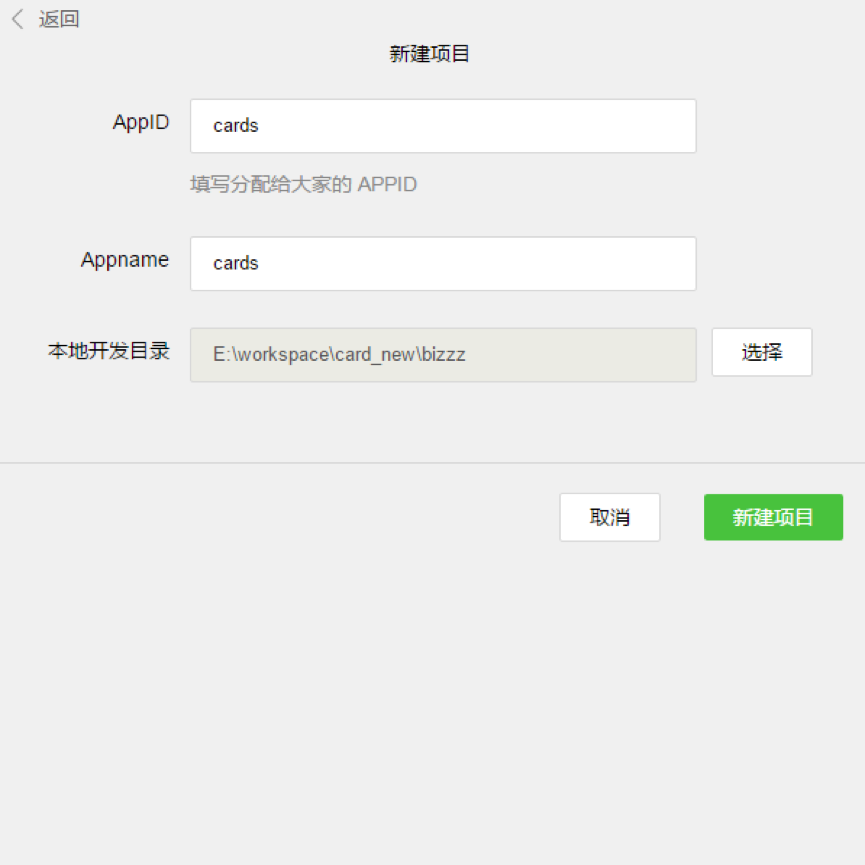 返回
新建项目
AppID
cards
填写分配给大家的 APPID
Appname
cards
本地开发目录
E:\workspace\card_new\bizzz
选择
取消
新建项目